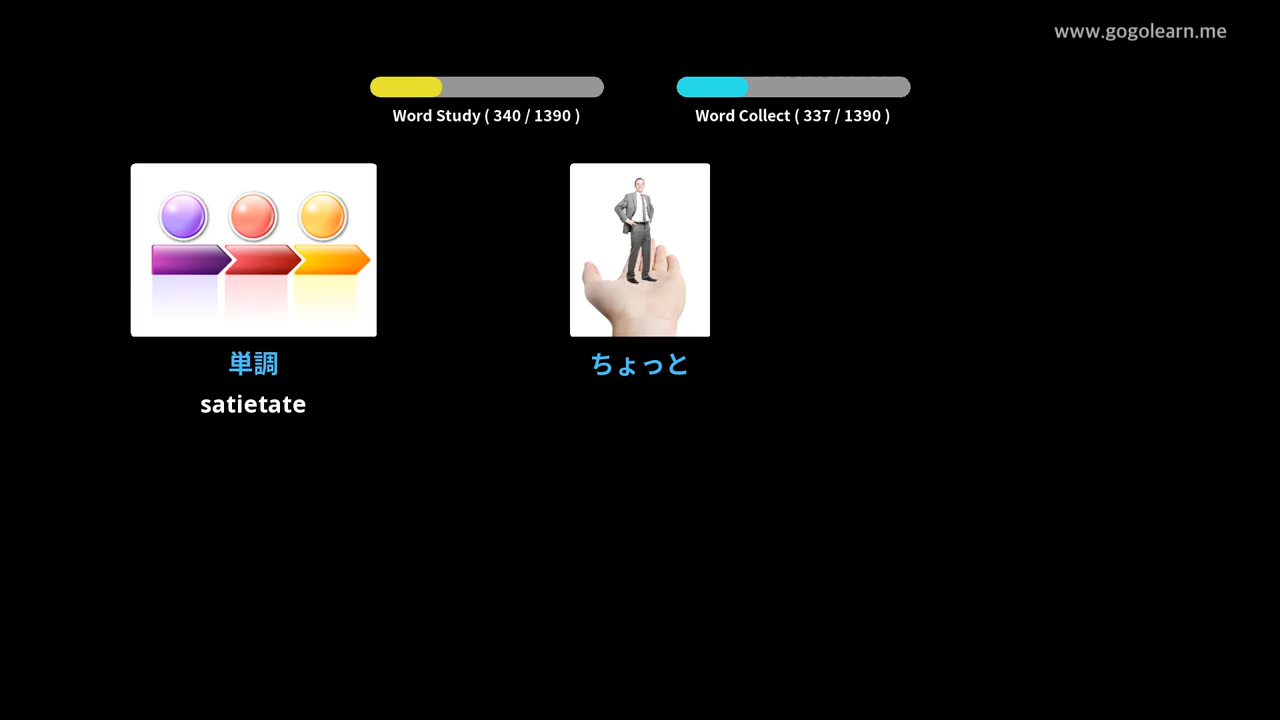 www.gogolearn.me
Word Study ( 340 / 1390 )
Word Collect ( 337 / 1390 )
単調
satietate
ちょっと